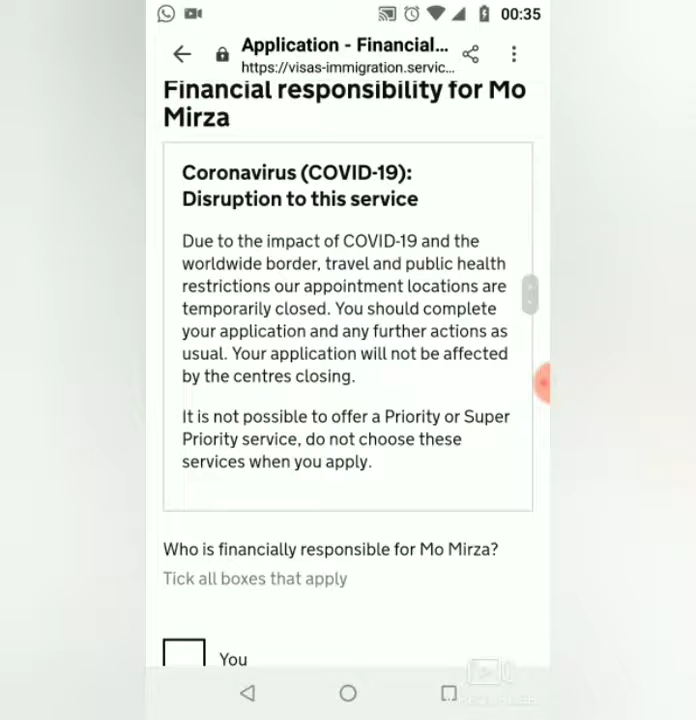 00:35
Application - Financial...
https://visas-immigration.servic...
Financial responsibility for Mo
Mirza
Coronavirus (COVID-19):
Disruption to this service
Due to the impact of COVID-19 and the
worldwide border, travel and public health
restrictions our appointment locations are
temporarily closed. You should complete
your application and any further actions as
usual. Your application will not be affected
by the centres closing.
It is not possible to offer a Priority or Super
Priority service, do not choose these
services when you apply.
Who is financially responsible for Mo Mirza?
Tick all boxes that apply
You